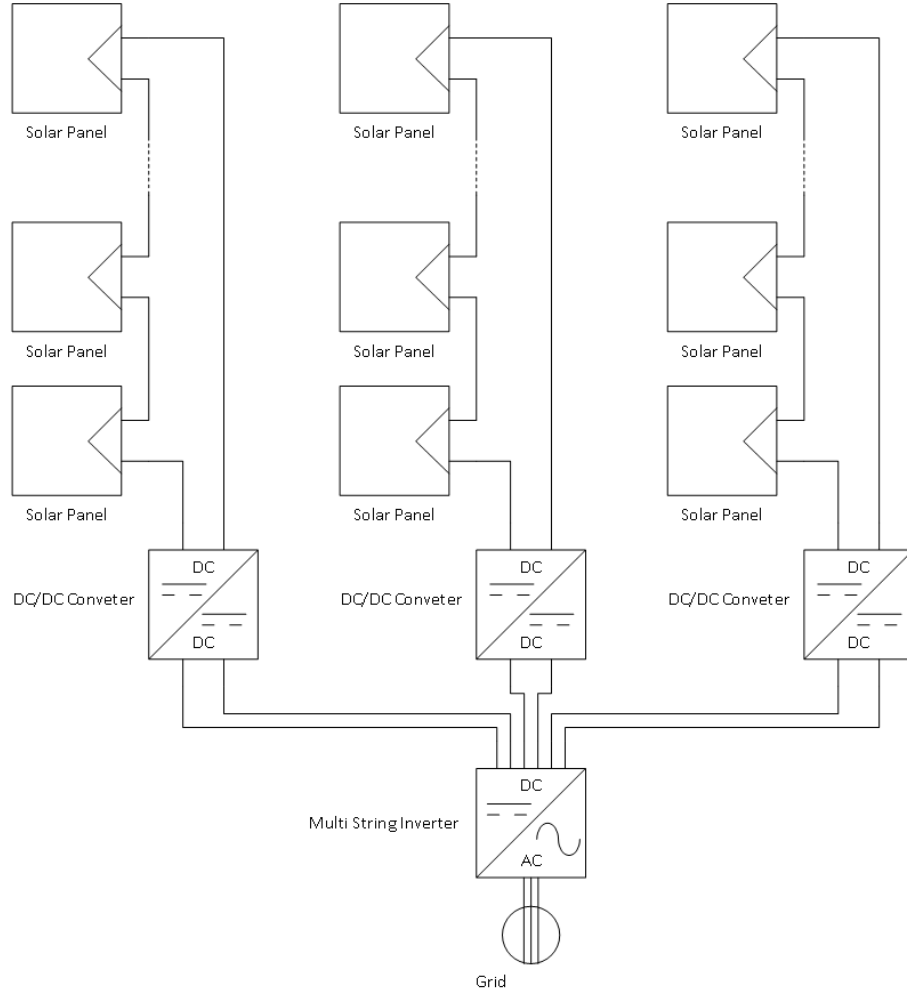 Solar Panel
Solar Panel
Solar Panel
Solar Panel
Solar Panel
Solar Panel
Solar Panel
Solar Panel
Solar Panel
DC
DC
DC
DC/DC Conveter
DC/DC Conveter
DC/DC Conveter
DC
DC
DC
DC
Multi String Inverter
AC
Grid